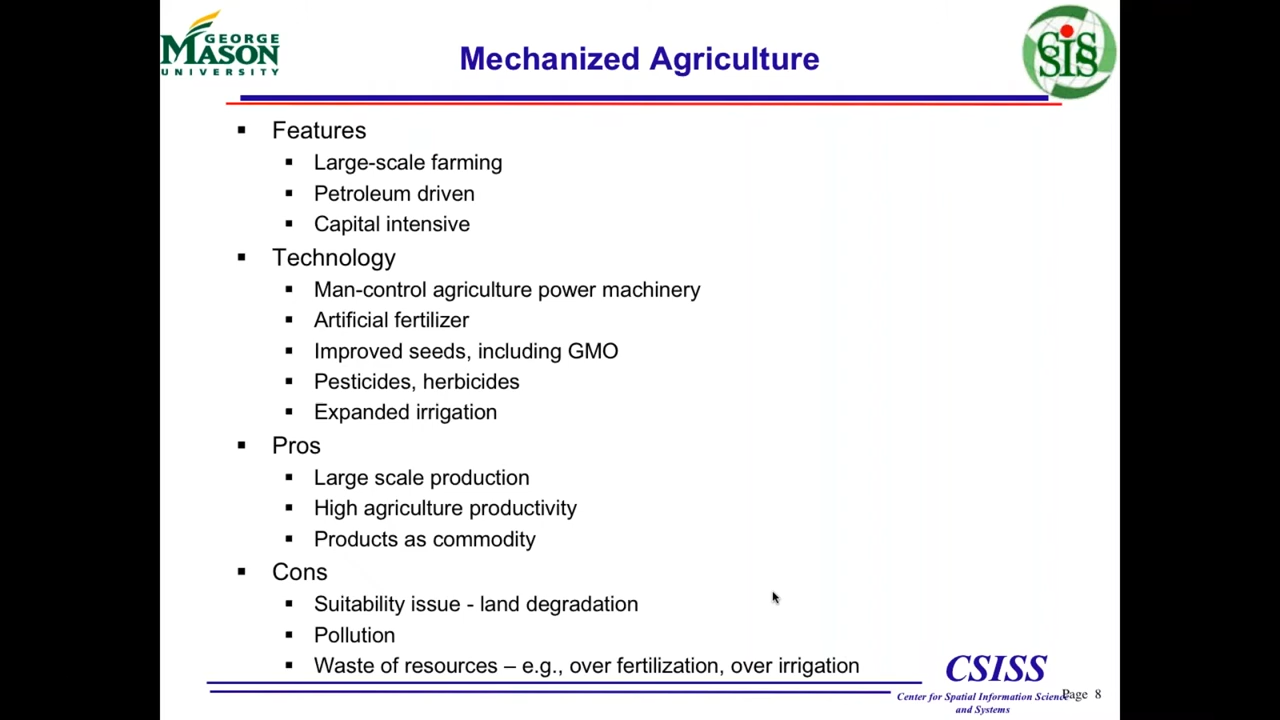 GEORGE
MASON
UNIVERSITY
Mechanized Agriculture
SIS
Features
Large-scale farming
Petroleum driven
Capital intensive
Technology
Man-control agriculture power machinery
Artificial fertilizer
Improved seeds, including GMO
Pesticides, herbicides
Expanded irrigation
Pros
Large scale production
High agriculture productivity
Products as commodity
Cons
Suitability issue - land degradation
Pollution
Waste of resources – e.g., over fertilization, over irrigation
CSISS
Center for Spatial Information Science
and Systems
Page 8